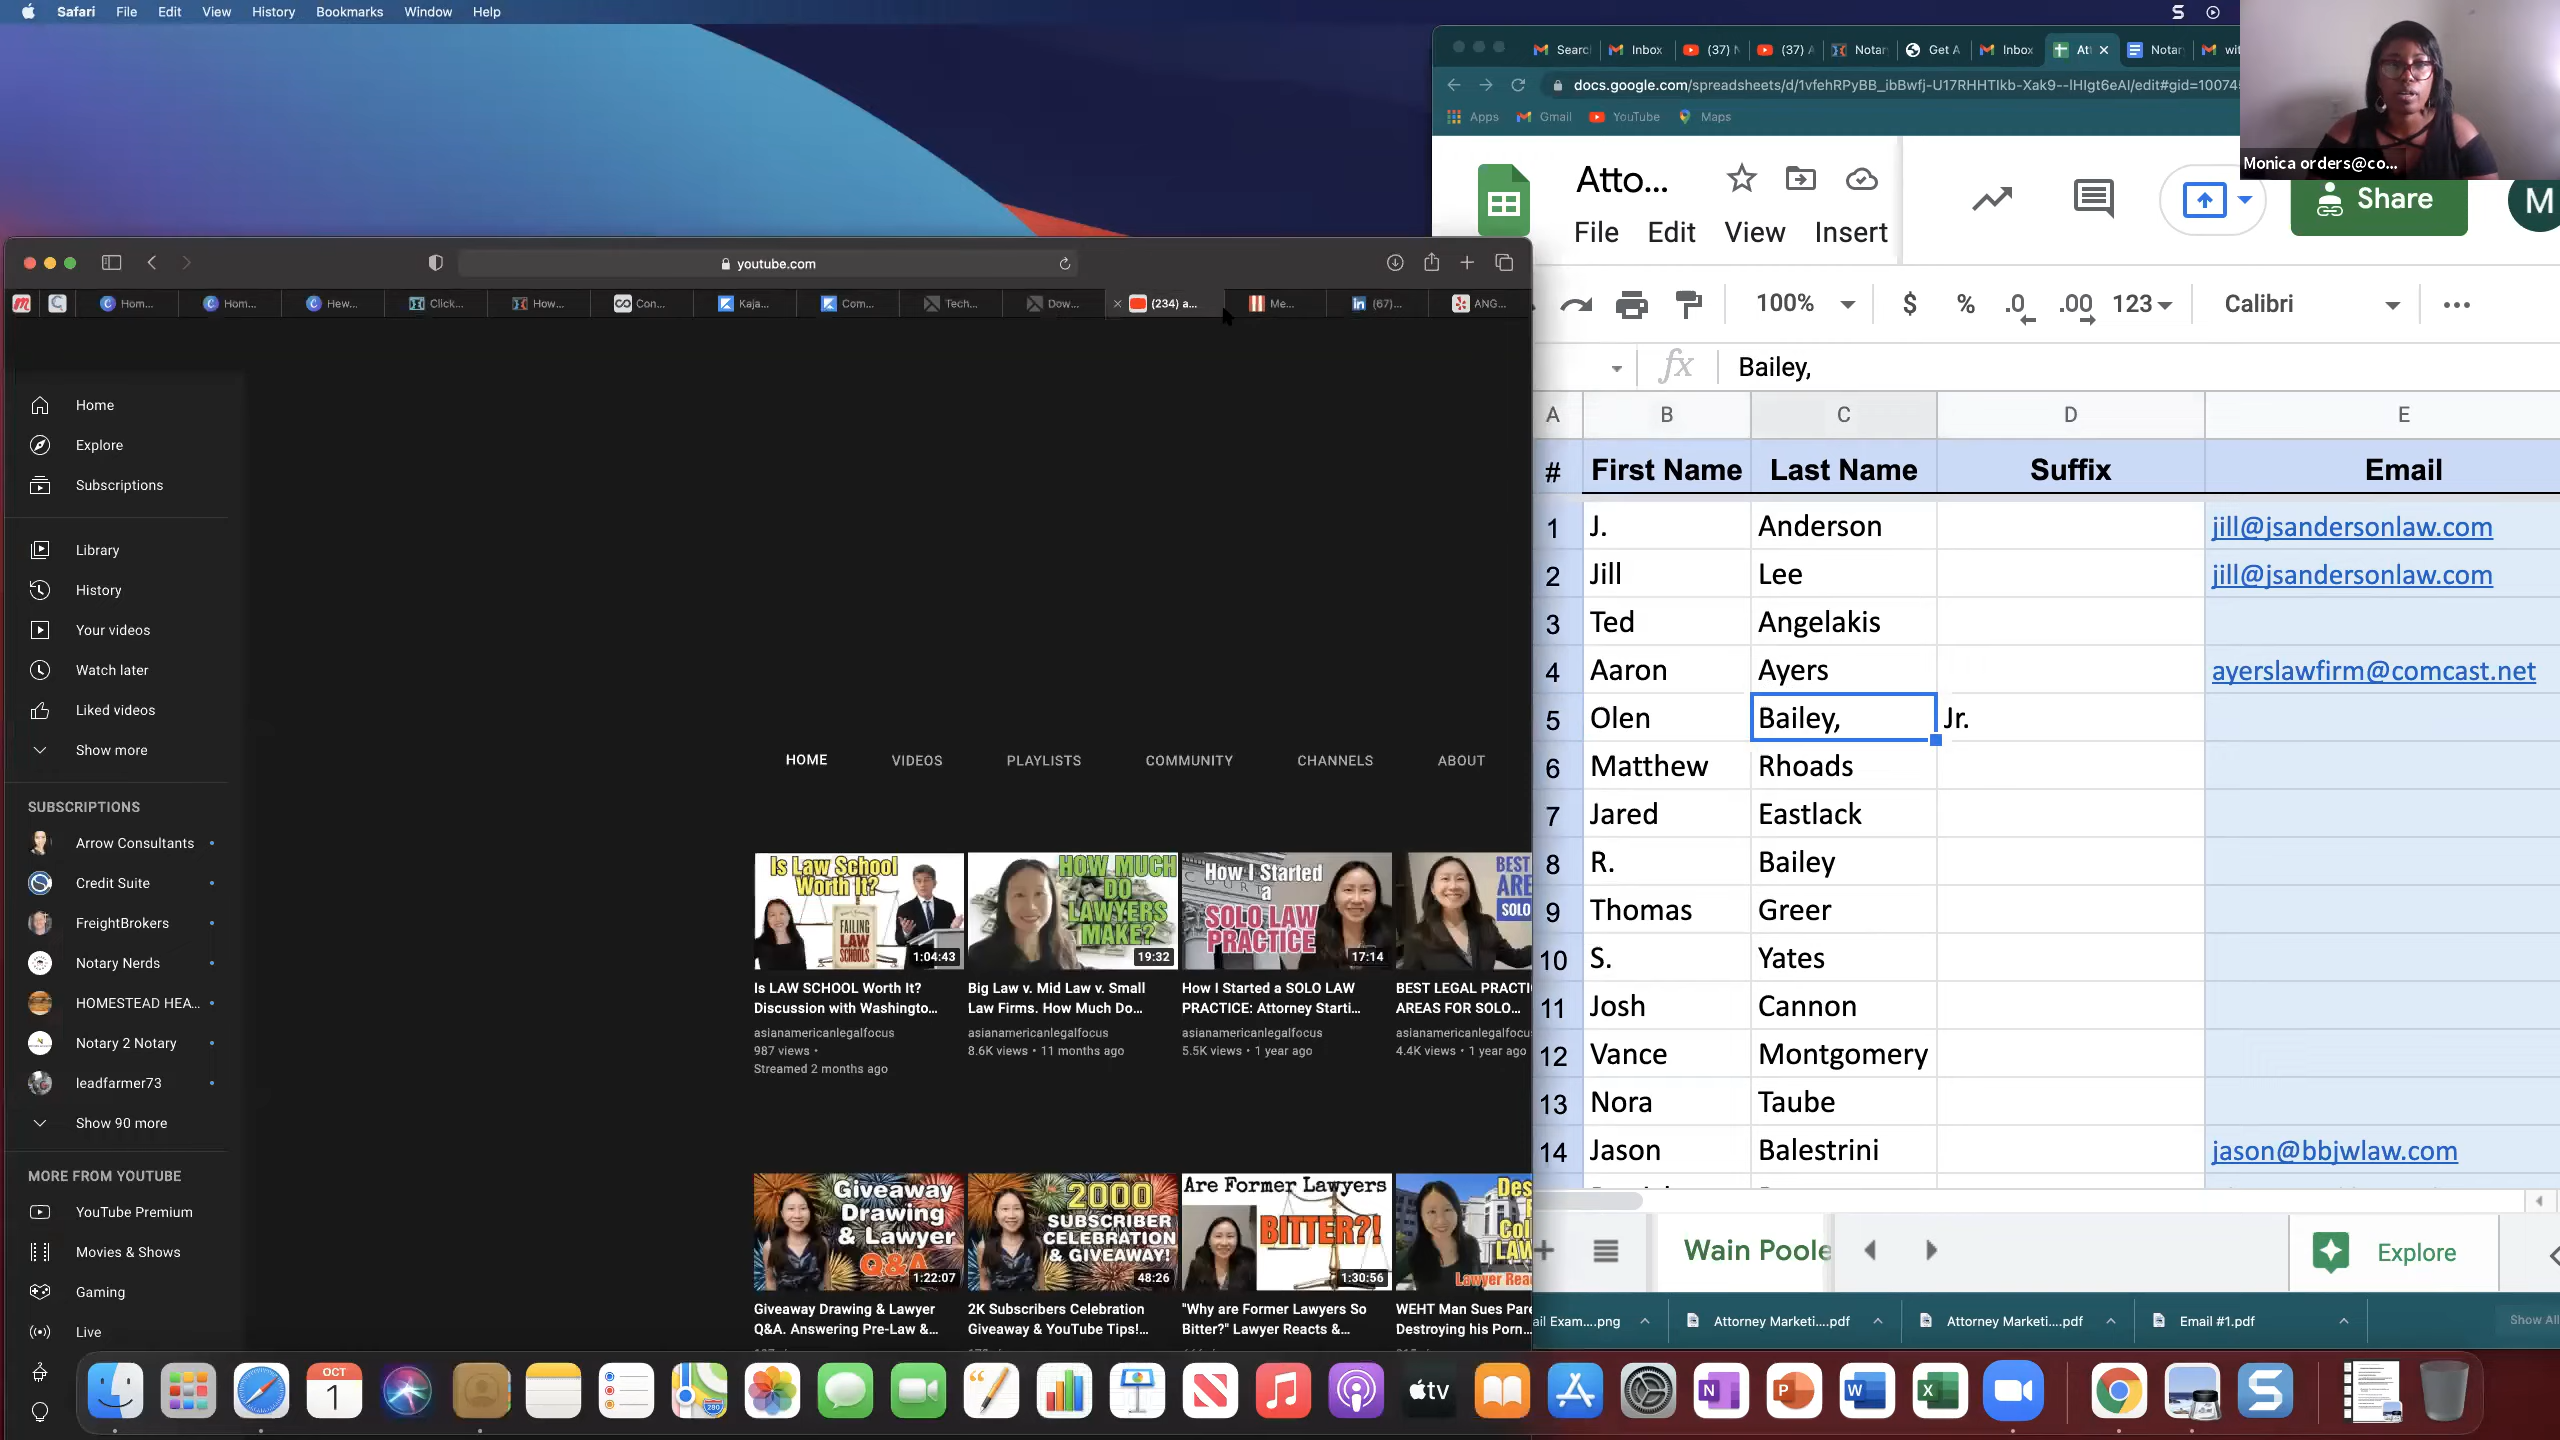 Safari File Edit View History Bookmarks Window Help
Searc Inbox (37) (37) Notar Get A Inbox At Notar wit
docs.google.com/spreadsheets/d/1vfehRPyBB_ibBwfj-U17RHHTIkb-Xak9--IHIgt6eAI/edit#gid=10074
Apps Gmail YouTube Maps
Monica orders@co...
Atto...
File Edit View Insert
Share
M
youtube.com
Hom... Hom... Hew... Click... How... Con... Kaja... Com... Tech... Dow... (234) a... Me... (67)... ANG...
100% $ % .0 .00 123 Calibri
fx Bailey,
A B C D E
# First Name Last Name Suffix Email
1 J. Anderson jill@jsandersonlaw.com
2 Jill Lee jill@jsandersonlaw.com
3 Ted Angelakis
4 Aaron Ayers ayerslawfirm@comcast.net
5 Olen Bailey, Jr.
6 Matthew Rhoads
7 Jared Eastlack
8 R. Bailey
9 Thomas Greer
10 S. Yates
11 Josh Cannon
12 Vance Montgomery
13 Nora Taube
14 Jason Balestrini jason@bbjwlaw.com
Wain Poole
Explore
ail Exam....png Attorney Marketi....pdf Attorney Marketi....pdf Email #1.pdf Show All
Home
Explore
Subscriptions
Library
History
Your videos
Watch later
Liked videos
Show more
SUBSCRIPTIONS
Arrow Consultants
Credit Suite
FreightBrokers
Notary Nerds
HOMESTEAD HEA...
Notary 2 Notary
leadfarmer73
Show 90 more
MORE FROM YOUTUBE
YouTube Premium
Movies & Shows
Gaming
Live
HOME VIDEOS PLAYLISTS COMMUNITY CHANNELS ABOUT
Is Law School
Worth It?
FAILING
LAW
SCHOOLS
1:04:43
Is LAW SCHOOL Worth It?
Discussion with Washingto...
asianamericanlegalfocus
987 views •
Streamed 2 months ago
HOW MUCH
DO
LAWYERS
MAKE?
19:32
Big Law v. Mid Law v. Small
Law Firms. How Much Do...
asianamericanlegalfocus
8.6K views • 11 months ago
How I Started
a
SOLO LAW
PRACTICE
17:14
How I Started a SOLO LAW
PRACTICE: Attorney Starti...
asianamericanlegalfocus
5.5K views • 1 year ago
BEST
ARE
SOLO
BEST LEGAL PRACTI
AREAS FOR SOLO...
asianamericanlegalfocu
4.4K views • 1 year ago
Giveaway
Drawing
& Lawyer
Q&A
1:22:07
Giveaway Drawing & Lawyer
Q&A. Answering Pre-Law &...
2000
SUBSCRIBER
CELEBRATION
& GIVEAWAY!
48:26
2K Subscribers Celebration
Giveaway & YouTube Tips!...
Are Former Lawyers
BITTER?!
1:30:56
"Why are Former Lawyers So
Bitter?" Lawyer Reacts &...
Des
Col
LAW
Lawyer Rea
WEHT Man Sues Pare
Destroying his Porn...
OCT
1
280
tv
N P W X S